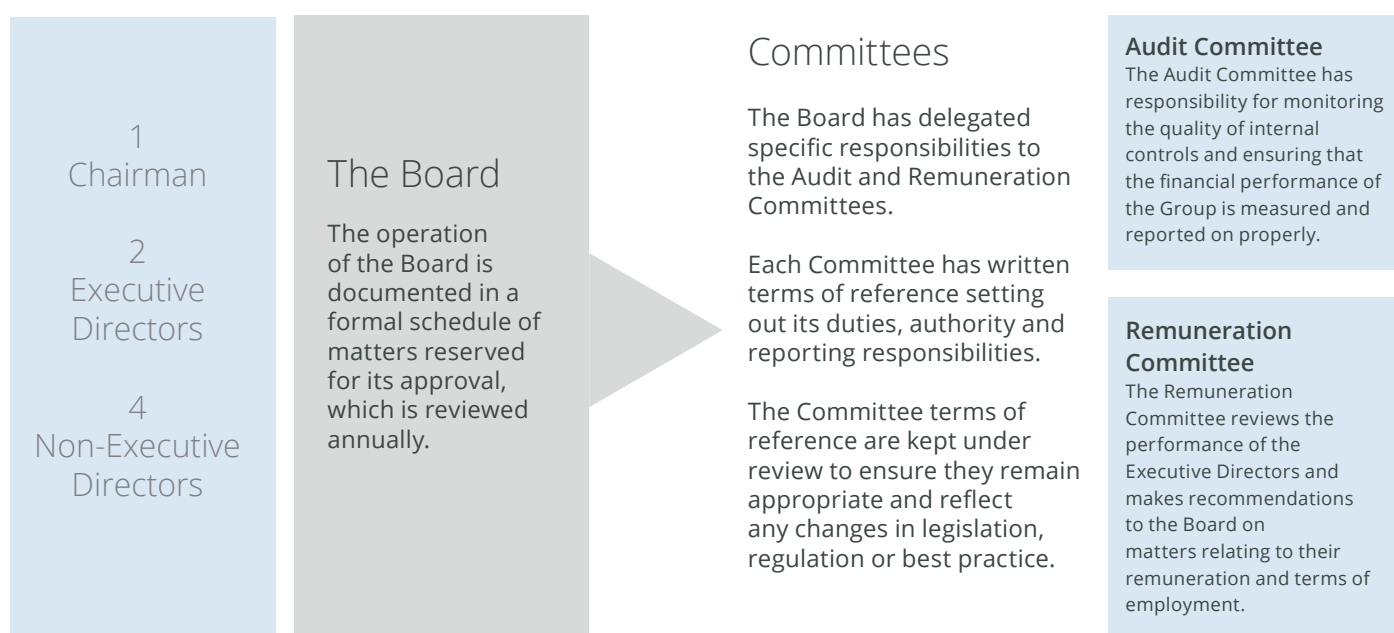 1
Chairman
2
Executive
Directors
4
Non-Executive
Directors
The Board
The operation
of the Board is
documented in a
formal schedule of
matters reserved
for its approval,
which is reviewed
annually.
Committees
The Board has delegated
specific responsibilities to
the Audit and Remuneration
Committees.
Each Committee has written
terms of reference setting
out its duties, authority and
reporting responsibilities.
The Committee terms of
reference are kept under
review to ensure they remain
appropriate and reflect
any changes in legislation,
regulation or best practice.
Audit Committee
The Audit Committee has
responsibility for monitoring
the quality of internal
controls and ensuring that
the financial performance of
the Group is measured and
reported on properly.
Remuneration
Committee
The Remuneration
Committee reviews the
performance of the
Executive Directors and
makes recommendations
to the Board on
matters relating to their
remuneration and terms of
employment.